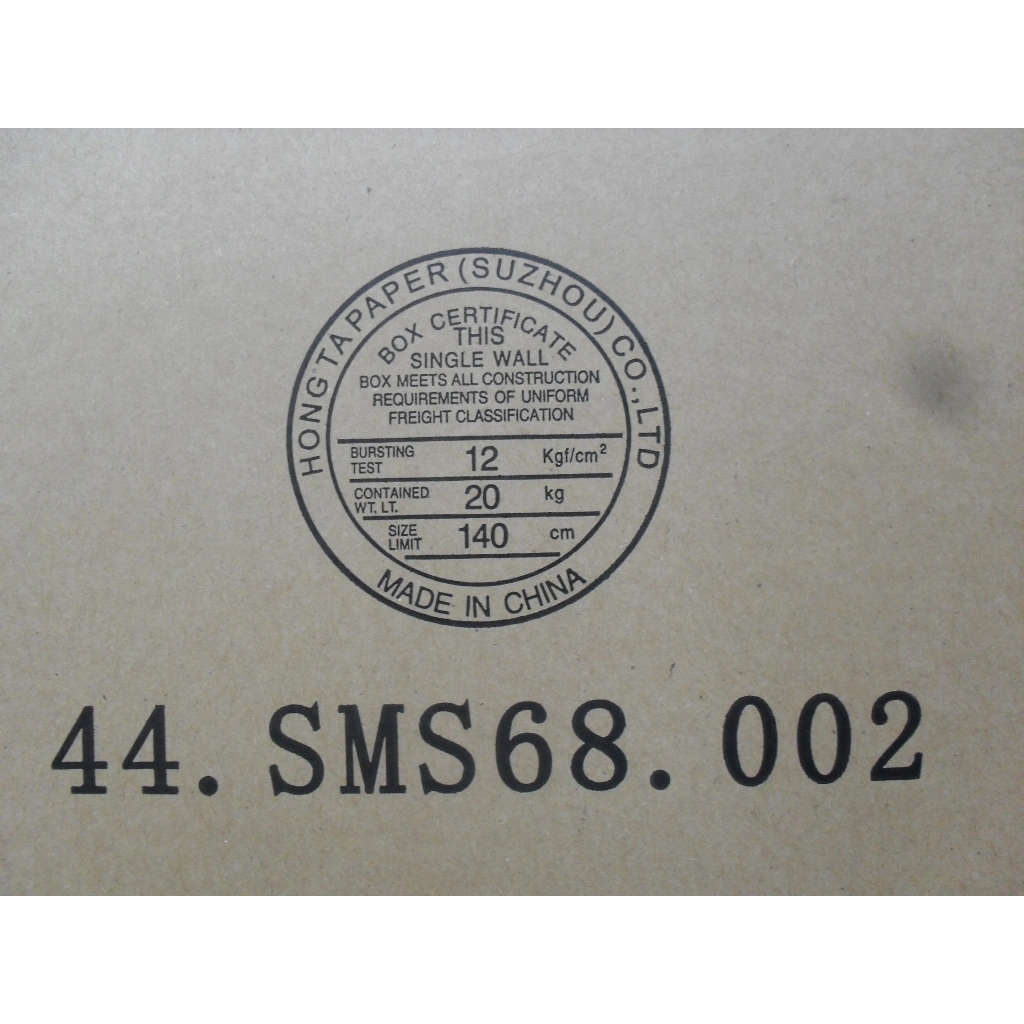 HONG TA PAPER (SUZHOU) CO., LTD
BOX CERTIFICATE
THIS
SINGLE WALL
BOX MEETS ALL CONSTRUCTION
REQUIREMENTS OF UNIFORM
FREIGHT CLASSIFICATION
BURSTING TEST 12 Kgf/cm²
CONTAINED WT. LT. 20 kg
SIZE LIMIT 140 cm
MADE IN CHINA
44.SMS68.002